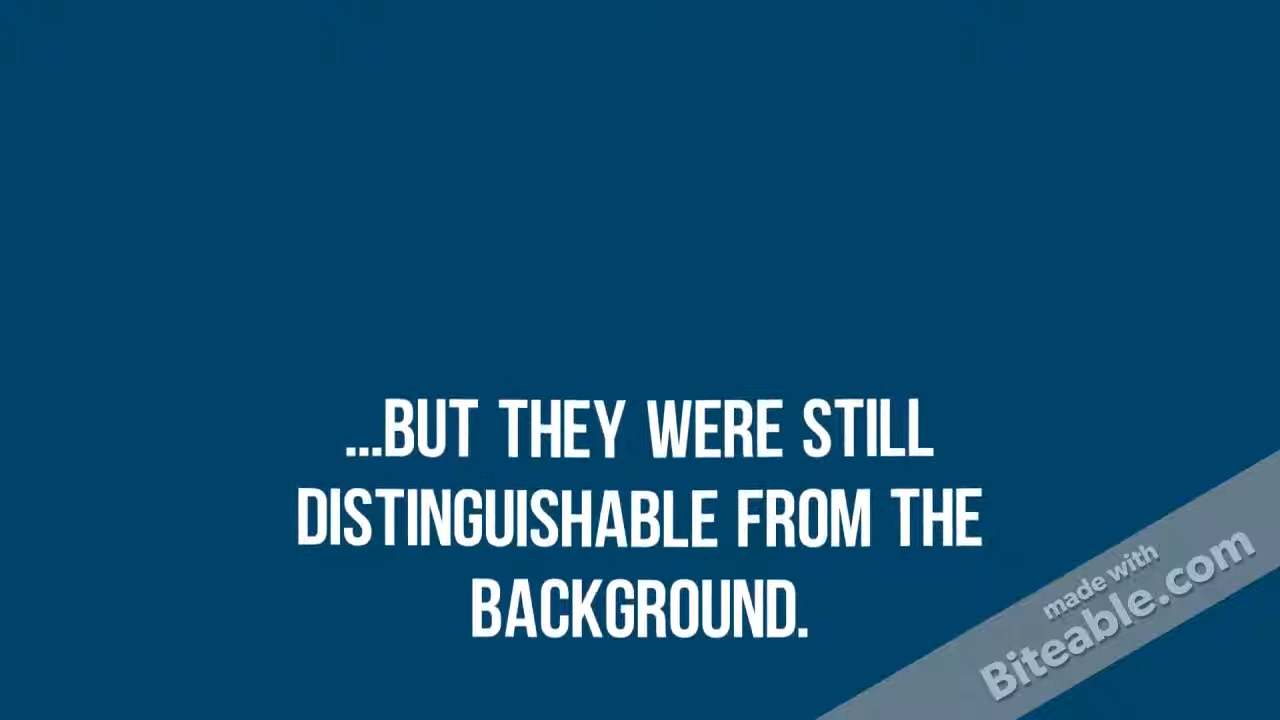 ...BUT THEY WERE STILL
DISTINGUISHABLE FROM THE
BACKGROUND.
made with
Biteable.com